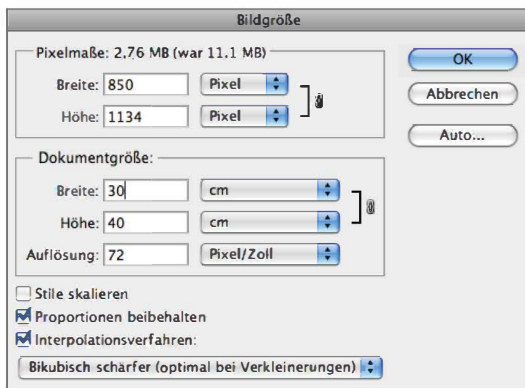 Bildgröße
Pixelmaße: 2,76 MB (war 11,1 MB)
OK
Breite: 850 Pixel
Abbrechen
Höhe: 1134 Pixel
Auto...
Dokumentgröße:
Breite: 30 cm
Höhe: 40 cm
Auflösung: 72 Pixel/Zoll
Stile skalieren
Proportionen beibehalten
Interpolationsverfahren:
Bikubisch schärfer (optimal bei Verkleinerungen)